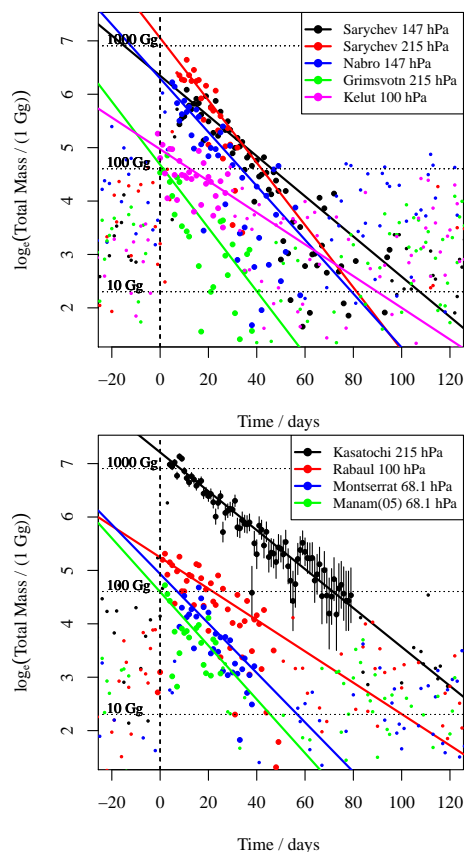 Sarychev 147 hPa
Sarychev 215 hPa
Nabro 147 hPa
Grimsvotn 215 hPa
Kelut 100 hPa
1000 Gg
100 Gg
10 Gg
7
6
5
4
3
2
logₑ(Total Mass / (1 Gg))
−20 0 20 40 60 80 100 120
Time / days
Kasatochi 215 hPa
Rabaul 100 hPa
Montserrat 68.1 hPa
Manam(05) 68.1 hPa
1000 Gg
100 Gg
10 Gg
7
6
5
4
3
2
logₑ(Total Mass / (1 Gg))
−20 0 20 40 60 80 100 120
Time / days